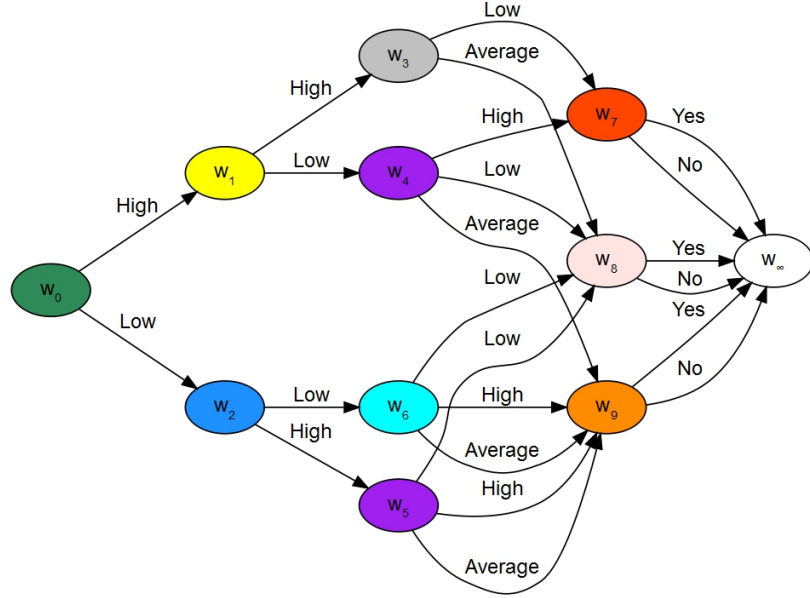 Low
w3
Average
High
High
w7
Yes
No
Low
w1
Low
w4
High
Average
w0
w8
Yes
No
w∞
Low
Low
Yes
Low
w2
Low
w6
High
w9
No
High
Average
High
w5
Average